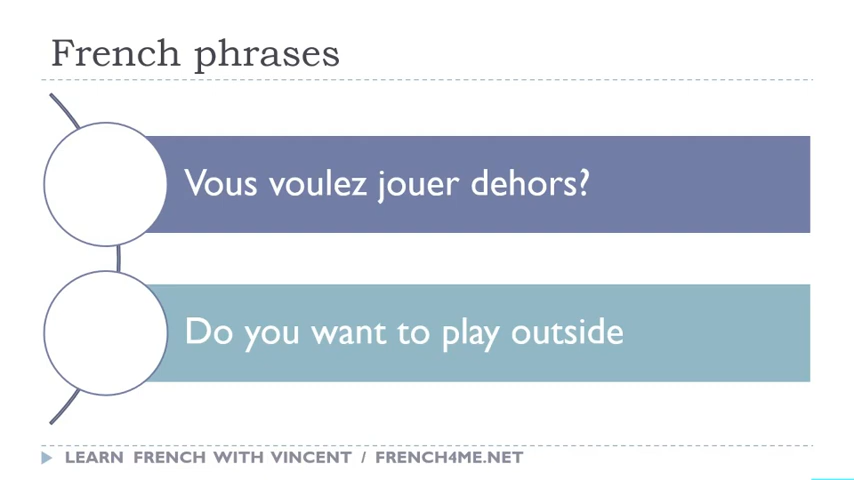 French phrases
Vous voulez jouer dehors?
Do you want to play outside
LEARN FRENCH WITH VINCENT / FRENCH4ME.NET